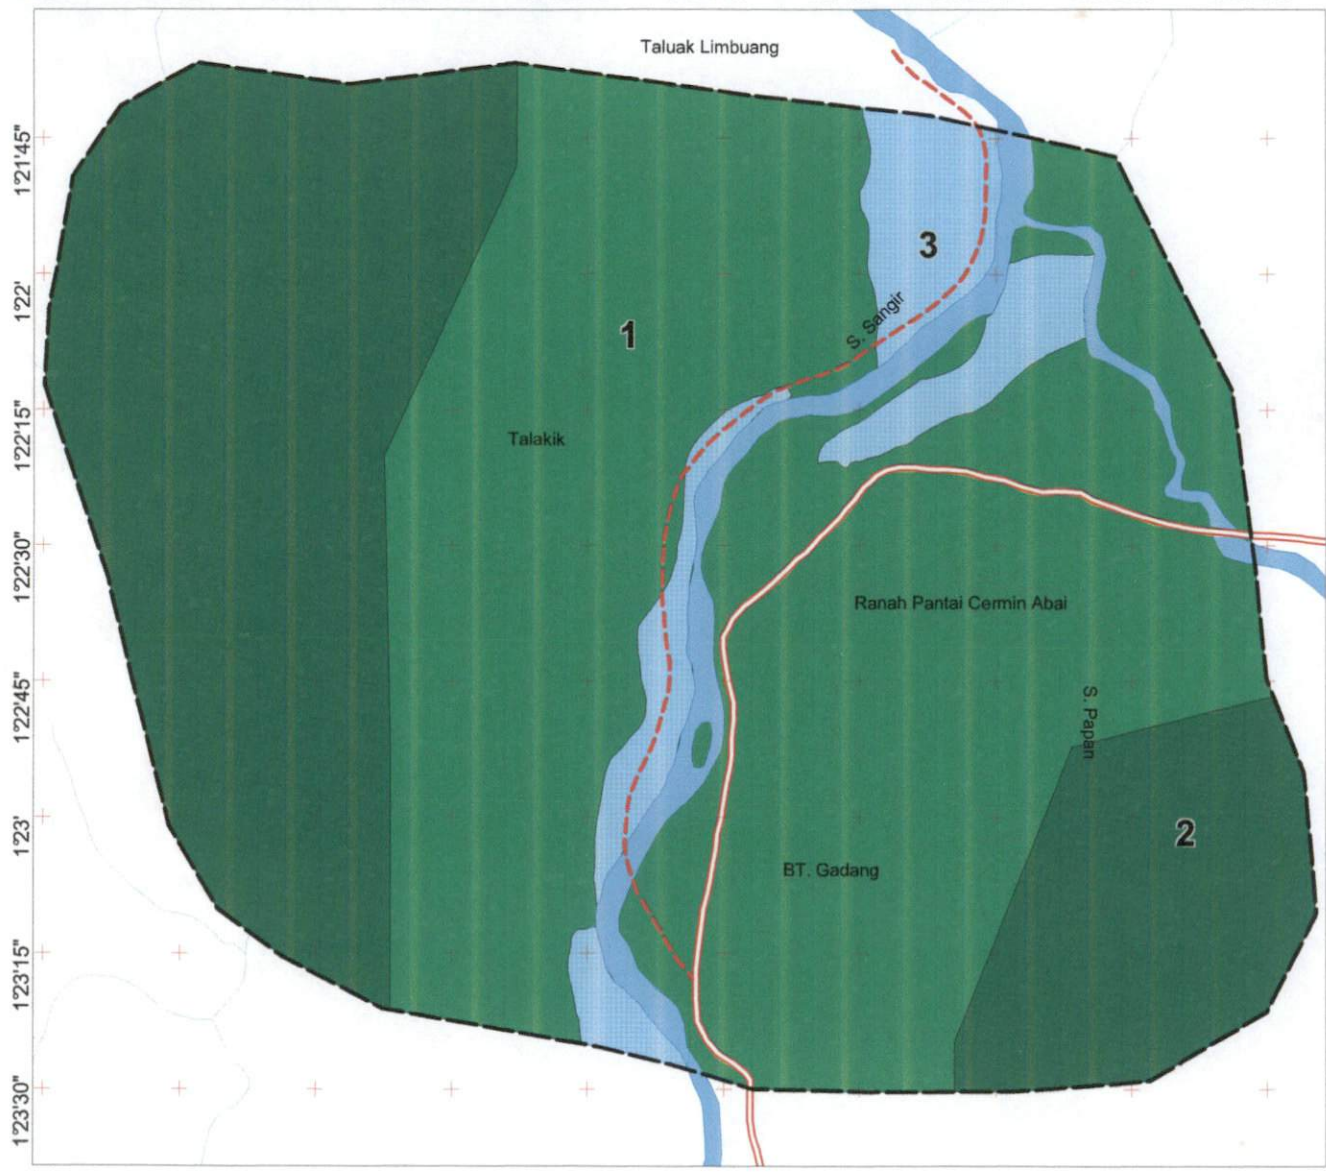 Taluak Limbuang
1°21'45"
3
1°22'
S. Sangir
1
1°22'15"
Talakik
1°22'30"
Ranah Pantai Cermin Abai
1°22'45"
S. Papan
1°23'
2
BT. Gadang
1°23'15"
1°23'30"